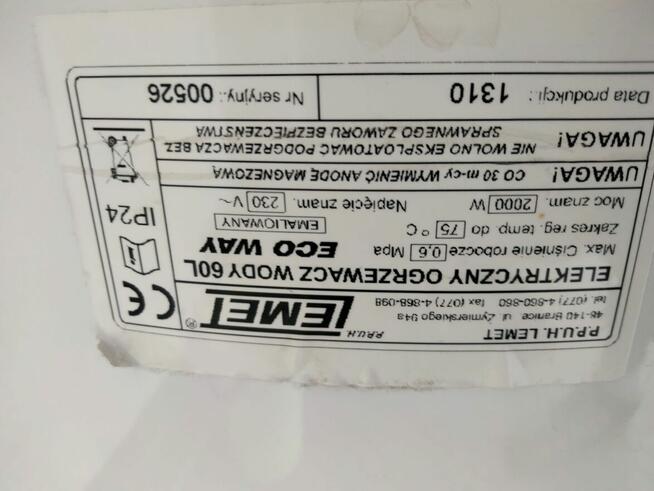 P.P.U.H. LEMET
48-140 Branice ul. Żymierskiego 94a
tel. (077)-4-860-860 fax (077)-4-868-098
P.P.U.H. LEMET ®
CE
ELEKTRYCZNY OGRZEWACZ WODY 60L
Max. Ciśnienie robocze 0,6 Mpa ECO WAY
Zakres reg. temp. do 75 °C EMALIOWANY
Moc znam. 2000 W Napięcie znam. 230 V~
IP24
UWAGA! CO 30 m-cy WYMIENIĆ ANODĘ MAGNEZOWĄ
UWAGA! NIE WOLNO EKSPLOATOWAĆ PODGRZEWACZA BEZ
SPRAWNEGO ZAWORU BEZPIECZEŃSTWA
Data produkcji.: 1310 Nr seryjny.: 00526